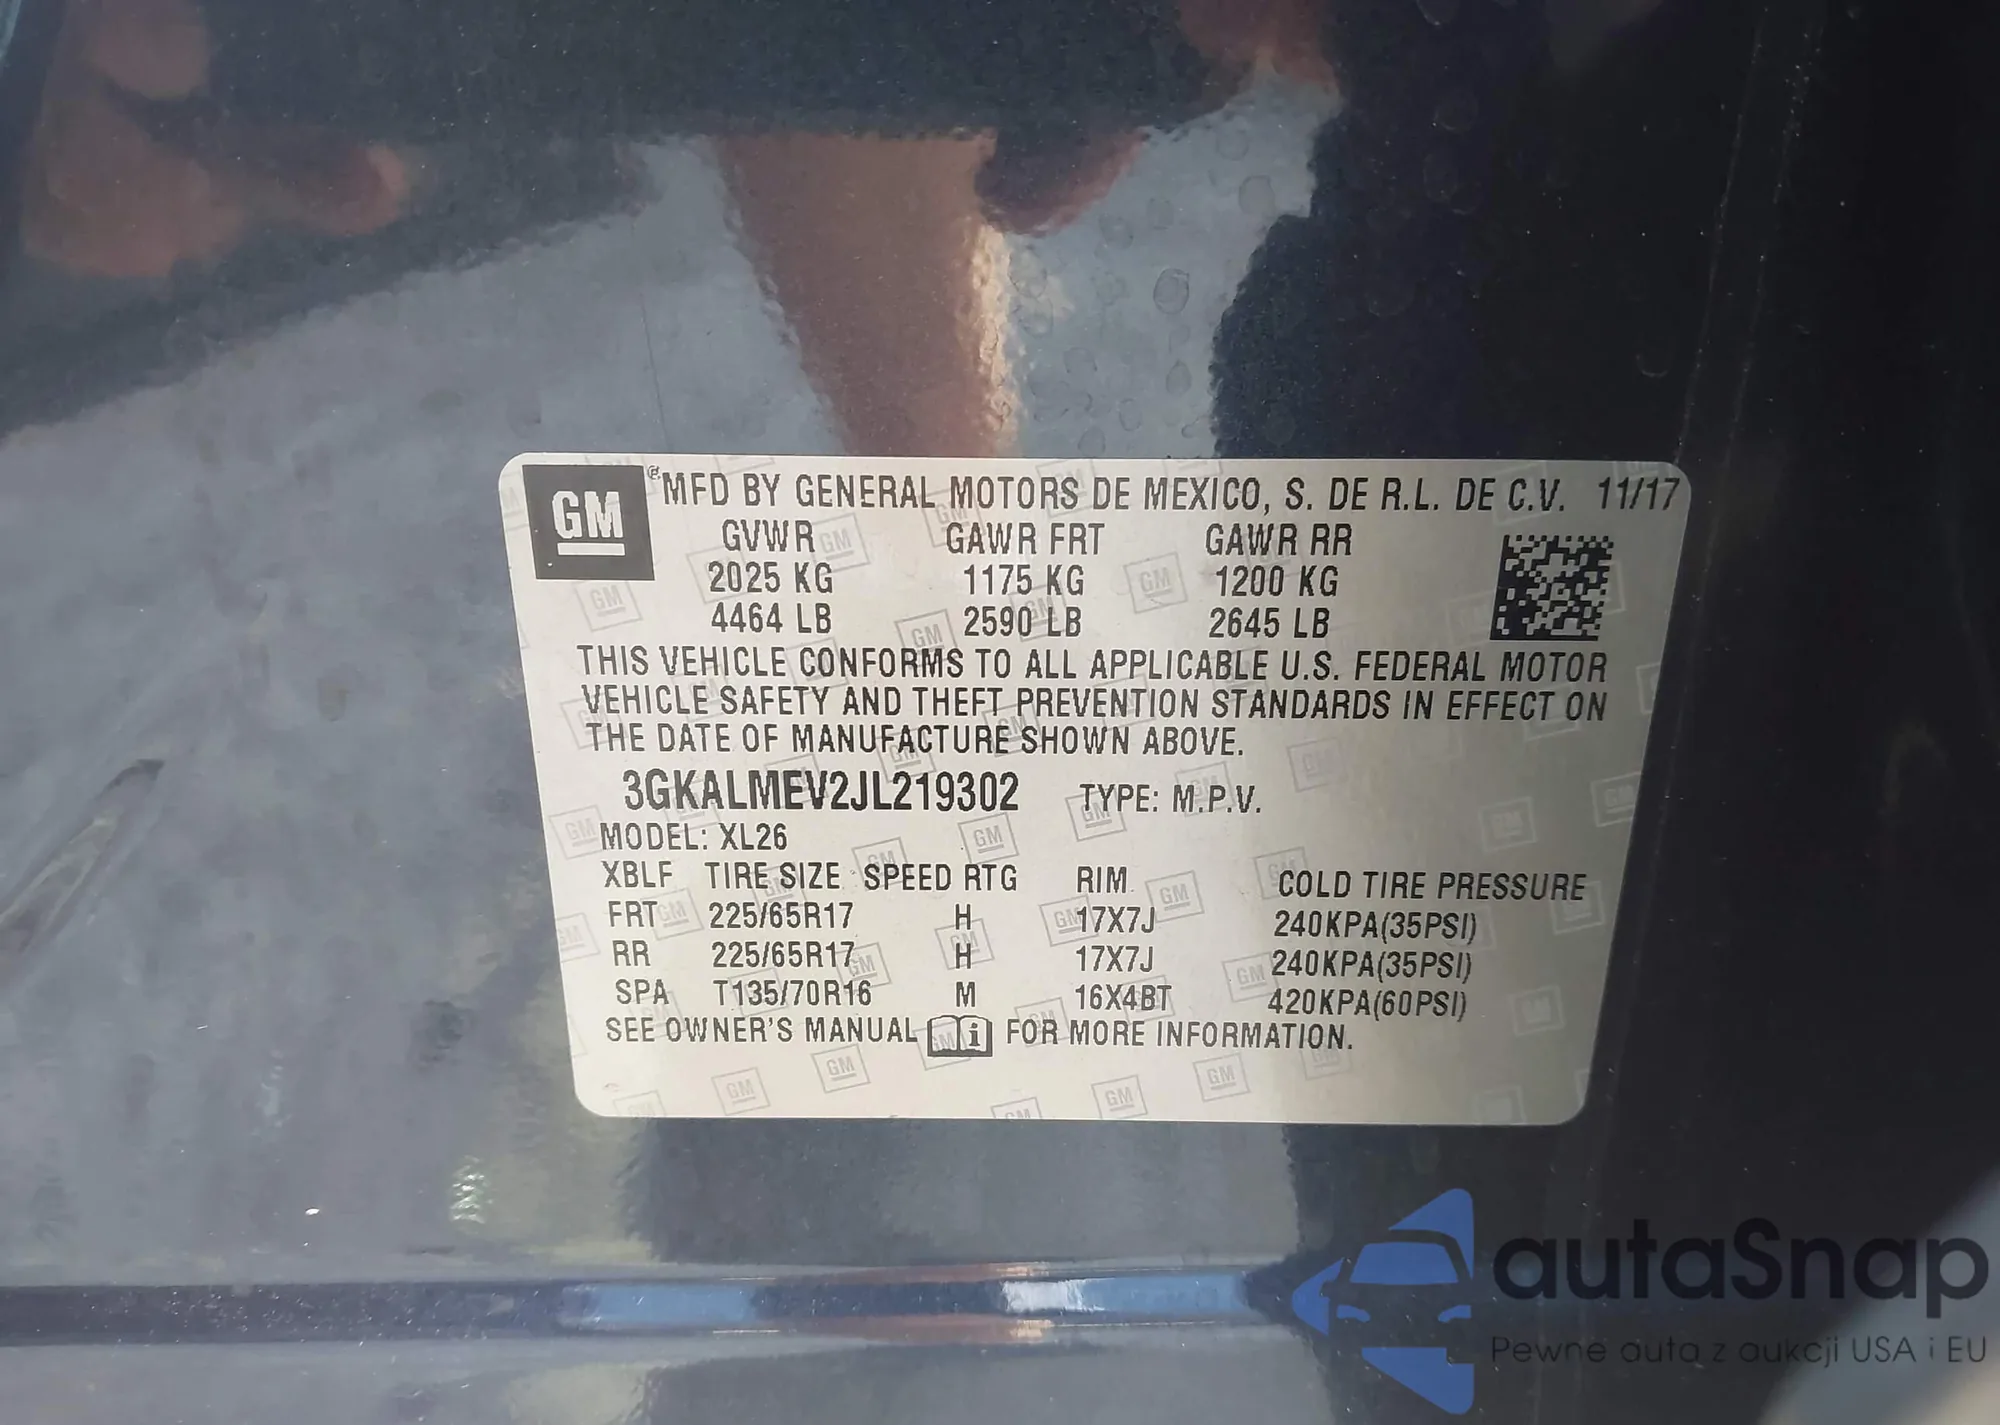 GM ® MFD BY GENERAL MOTORS DE MEXICO, S. DE R.L. DE C.V. 11/17
GVWR GAWR FRT GAWR RR
2025 KG 1175 KG 1200 KG
4464 LB 2590 LB 2645 LB
THIS VEHICLE CONFORMS TO ALL APPLICABLE U.S. FEDERAL MOTOR
VEHICLE SAFETY AND THEFT PREVENTION STANDARDS IN EFFECT ON
THE DATE OF MANUFACTURE SHOWN ABOVE.
3GKALMEV2JL219302 TYPE: M.P.V.
MODEL: XL26
XBLF TIRE SIZE SPEED RTG RIM COLD TIRE PRESSURE
FRT 225/65R17 H 17X7J 240KPA(35PSI)
RR 225/65R17 H 17X7J 240KPA(35PSI)
SPA T135/70R16 M 16X4BT 420KPA(60PSI)
SEE OWNER'S MANUAL i FOR MORE INFORMATION.
autaSnap
Pewne auta z aukcji USA i EU